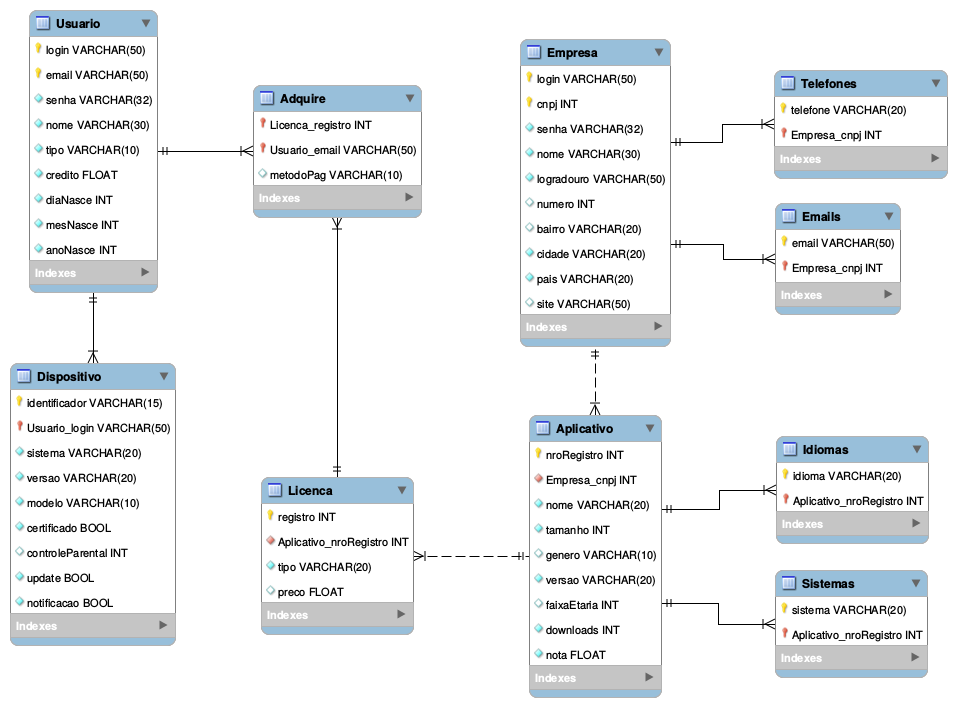 Usuario
login VARCHAR(50)
email VARCHAR(50)
senha VARCHAR(32)
nome VARCHAR(30)
tipo VARCHAR(10)
credito FLOAT
diaNasce INT
mesNasce INT
anoNasce INT
Indexes
Adquire
Licenca_registro INT
Usuario_email VARCHAR(50)
metodoPag VARCHAR(10)
Indexes
Empresa
login VARCHAR(50)
cnpj INT
senha VARCHAR(32)
nome VARCHAR(30)
logradouro VARCHAR(50)
numero INT
bairro VARCHAR(20)
cidade VARCHAR(20)
pais VARCHAR(20)
site VARCHAR(50)
Indexes
Telefones
telefone VARCHAR(20)
Empresa_cnpj INT
Indexes
Emails
email VARCHAR(50)
Empresa_cnpj INT
Indexes
Dispositivo
identificador VARCHAR(15)
Usuario_login VARCHAR(50)
sistema VARCHAR(20)
versao VARCHAR(20)
modelo VARCHAR(10)
certificado BOOL
controleParental INT
update BOOL
notificacao BOOL
Indexes
Licenca
registro INT
Aplicativo_nroRegistro INT
tipo VARCHAR(20)
preco FLOAT
Indexes
Aplicativo
nroRegistro INT
Empresa_cnpj INT
nome VARCHAR(20)
tamanho INT
genero VARCHAR(10)
versao VARCHAR(20)
faixaEtaria INT
downloads INT
nota FLOAT
Indexes
Idiomas
idioma VARCHAR(20)
Aplicativo_nroRegistro INT
Indexes
Sistemas
sistema VARCHAR(20)
Aplicativo_nroRegistro INT
Indexes